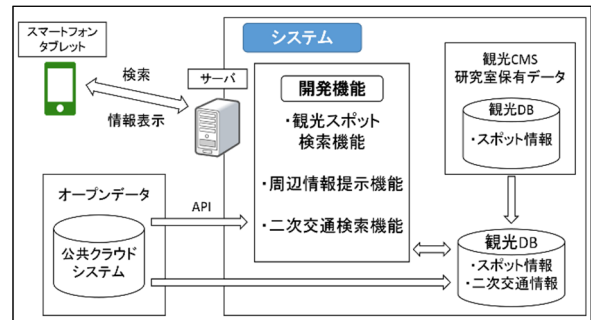 スマートフォン
タブレット
検索
情報表示
サーバ
システム
開発機能
・観光スポット
検索機能
・周辺情報提示機能
・二次交通検索機能
観光CMS
研究室保有データ
観光DB
・スポット情報
オープンデータ
公共クラウド
システム
API
観光DB
・スポット情報
・二次交通情報